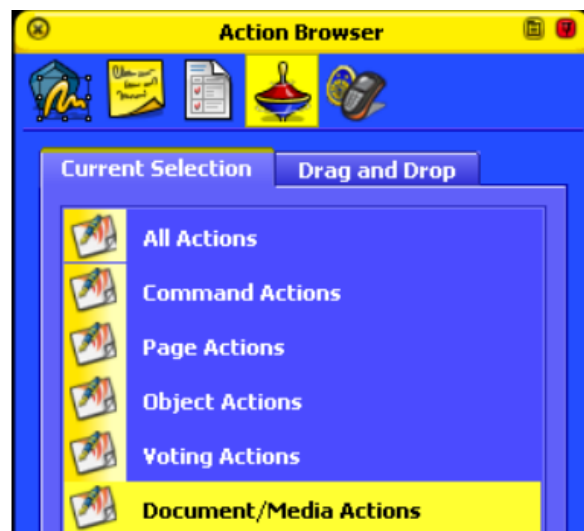 Action Browser
Current Selection
Drag and Drop
All Actions
Command Actions
Page Actions
Object Actions
Voting Actions
Document/Media Actions